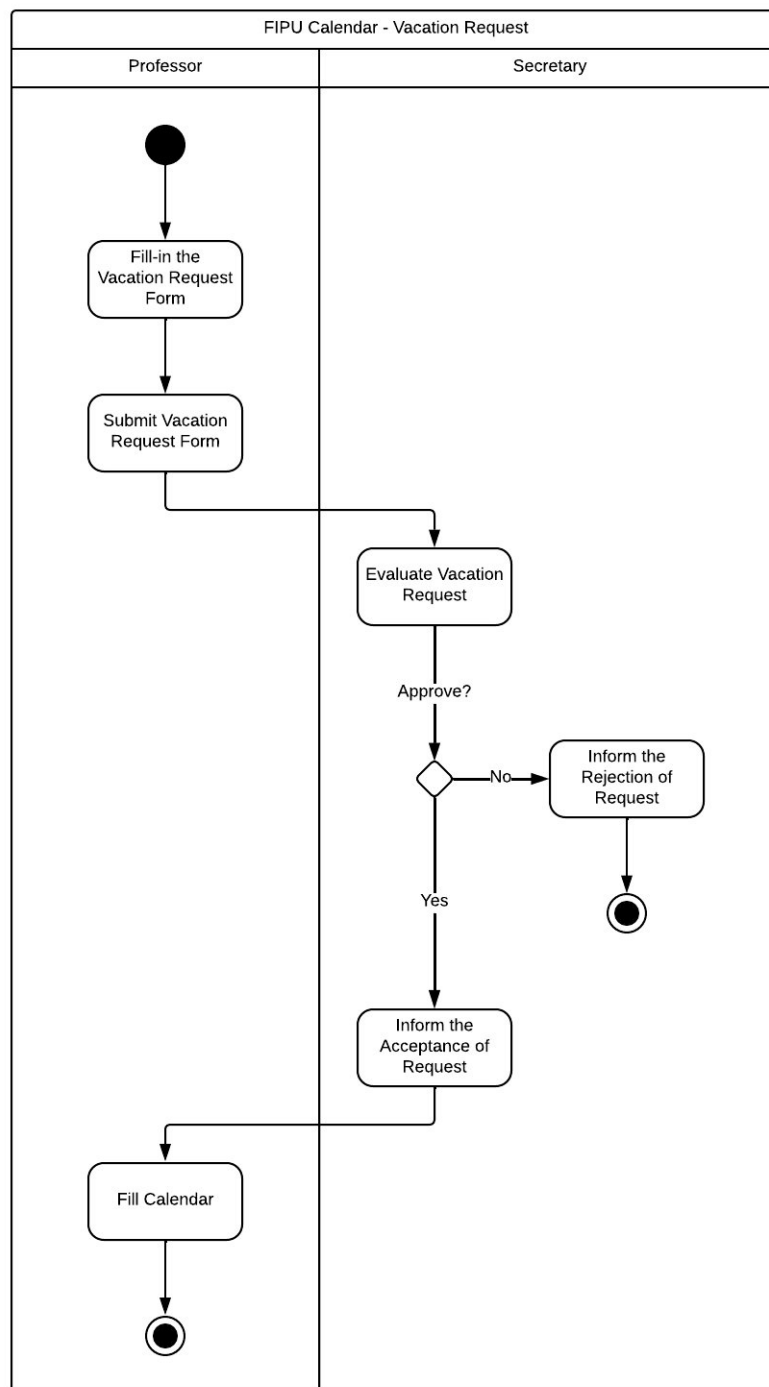 FIPU Calendar - Vacation Request
Professor
Secretary
Fill-in the
Vacation Request
Form
Submit Vacation
Request Form
Evaluate Vacation
Request
Approve?
No
Inform the
Rejection of
Request
Yes
Inform the
Acceptance of
Request
Fill Calendar